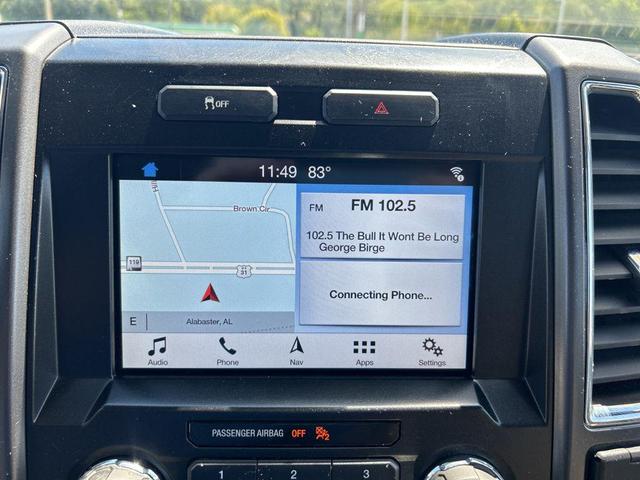 OFF
11:49 83°
Brown Cir
119
31
E Alabaster, AL
FM FM 102.5
102.5 The Bull It Wont Be Long
George Birge
Connecting Phone...
Audio Phone Nav Apps Settings
PASSENGER AIRBAG OFF 2
1 2 3